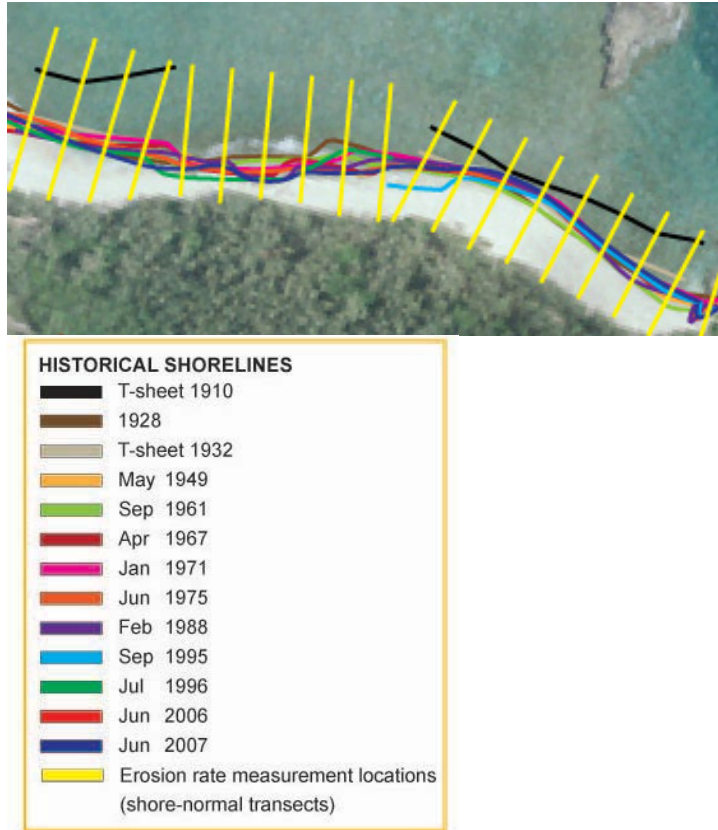 HISTORICAL SHORELINES
T-sheet 1910
1928
T-sheet 1932
May 1949
Sep 1961
Apr 1967
Jan 1971
Jun 1975
Feb 1988
Sep 1995
Jul 1996
Jun 2006
Jun 2007
Erosion rate measurement locations
(shore-normal transects)